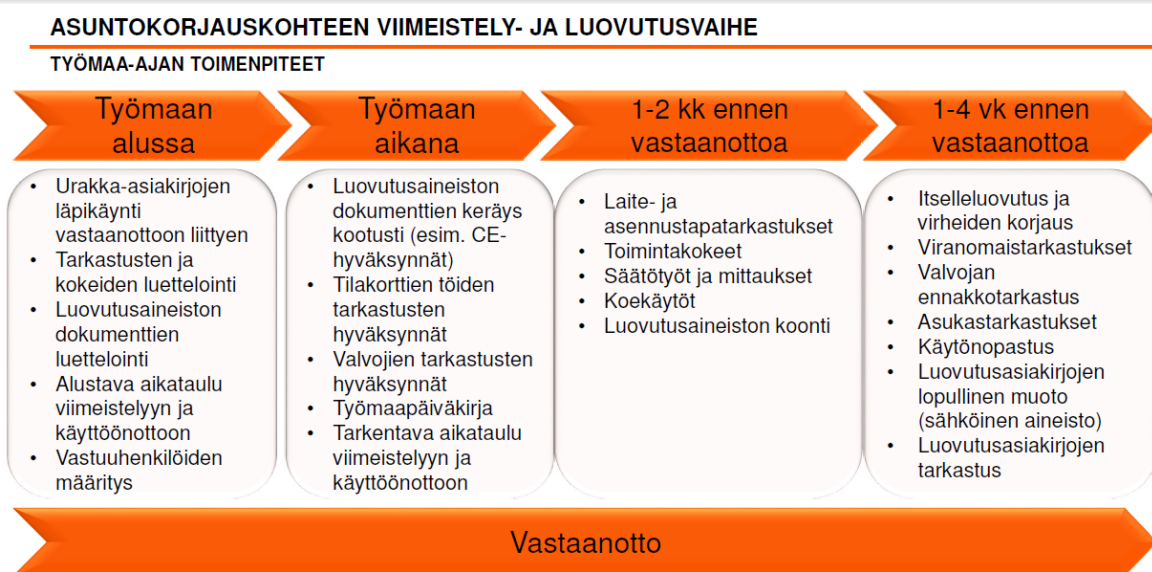 ASUNTOKORJAUSKOHTEEN VIIMEISTELY- JA LUOVUTUSVAIHE
TYÖMAA-AJAN TOIMENPITEET
Työmaan
alussa
• Urakka-asiakirjojen
läpikäynti
vastaanottoon liittyen
• Tarkastusten ja
kokeiden luettelointi
• Luovutusaineiston
dokumenttien
luettelointi
• Alustava aikataulu
viimeistelyyn ja
käyttöönottoon
• Vastuuhenkilöiden
määritys
Työmaan
aikana
• Luovutusaineiston
dokumenttien keräys
kootusti (esim. CE-
hyväksynnät)
• Tilakorttien töiden
tarkastusten
hyväksynnät
• Valvojien tarkastusten
hyväksynnät
• Työmaapäiväkirja
• Tarkentava aikataulu
viimeistelyyn ja
käyttöönottoon
1-2 kk ennen
vastaanottoa
• Laite- ja
asennustapatarkastukset
• Toimintakokeet
• Säätötyöt ja mittaukset
• Koekäytöt
• Luovutusaineiston koonti
1-4 vk ennen
vastaanottoa
• Itselleluovutus ja
virheiden korjaus
• Viranomaistarkastukset
• Valvojan
ennakkotarkastus
• Asukastarkastukset
• Käytönopastus
• Luovutusasiakirjojen
lopullinen muoto
(sähköinen aineisto)
• Luovutusasiakirjojen
tarkastus
Vastaanotto